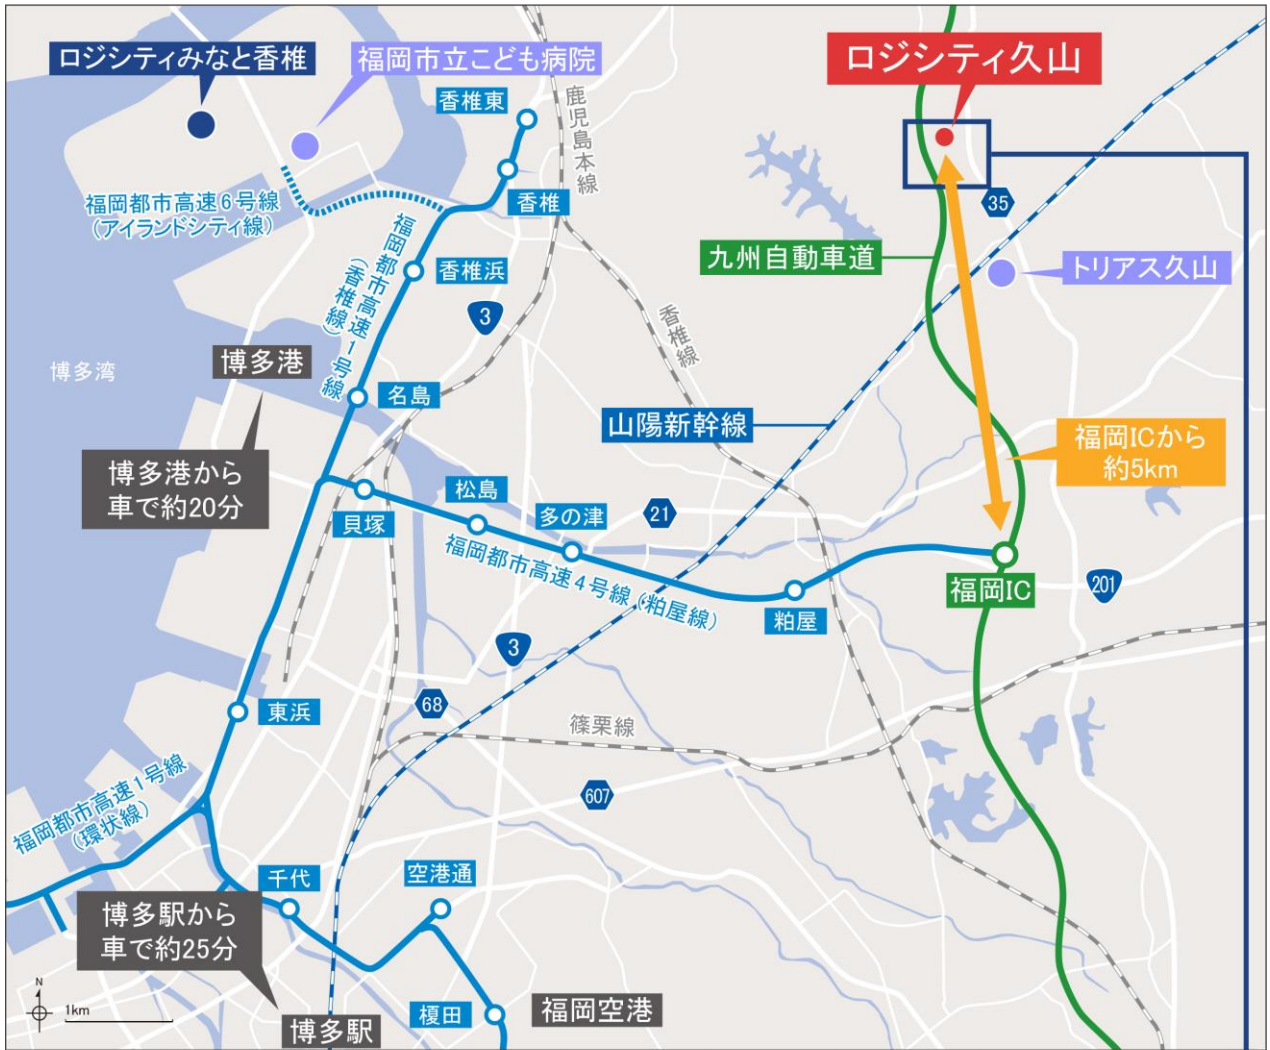 ロジシティみなと香椎
福岡市立こども病院
ロジシティ久山
香椎東
鹿児島本線
福岡都市高速6号線
(アイランドシティ線)
香椎
35
福岡都市高速1号線
(香椎線)
九州自動車道
トリアス久山
香椎浜
3
香椎線
博多港
博多湾
名島
山陽新幹線
福岡ICから
約5km
博多港から
車で約20分
松島
21
貝塚
多の津
福岡都市高速4号線(粕屋線)
福岡IC
201
粕屋
3
68
東浜
篠栗線
607
福岡都市高速1号線
(環状線)
千代
空港通
博多駅から
車で約25分
N
1km
榎田
福岡空港
博多駅